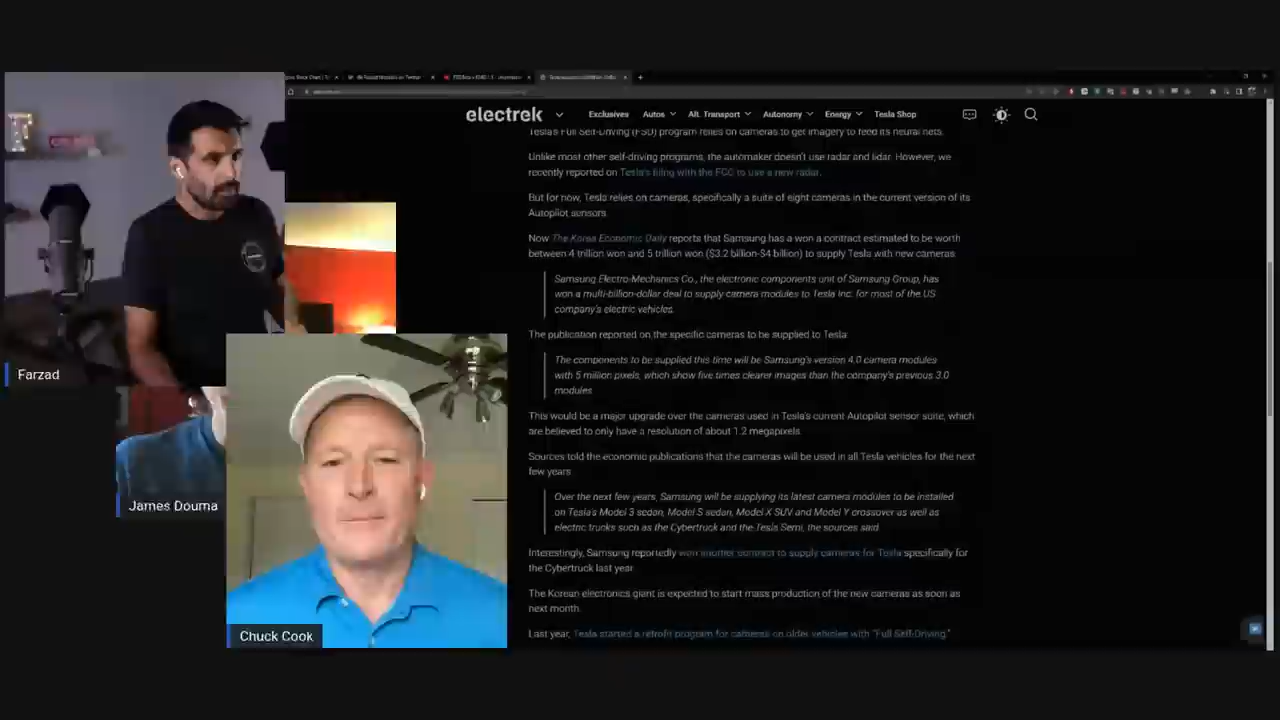 electrek
Exclusives
Autos
Alt. Transport
Autonomy
Energy
Tesla Shop
Tesla's Full Self-Driving (FSD) program relies on cameras to get imagery to feed its neural nets.
Unlike most other self-driving programs, the automaker doesn't use radar and lidar. However, we
recently reported on Tesla's filing with the FCC to use a new radar.
But for now, Tesla relies on cameras, specifically a suite of eight cameras in the current version of its
Autopilot sensors.
Now The Korea Economic Daily reports that Samsung has a won a contract estimated to be worth
between 4 trillion won and 5 trillion won ($3.2 billion-$4 billion) to supply Tesla with new cameras
Samsung Electro-Mechanics Co., the electronic components unit of Samsung Group, has
won a multi-billion-dollar deal to supply camera modules to Tesla Inc. for most of the US
company's electric vehicles.
The publication reported on the specific cameras to be supplied to Tesla:
The components to be supplied this time will be Samsung's version 4.0 camera modules
with 5 million pixels, which show five times clearer images than the company's previous 3.0
modules.
This would be a major upgrade over the cameras used in Tesla's current Autopilot sensor suite, which
are believed to only have a resolution of about 1.2 megapixels.
Sources told the economic publications that the cameras will be used in all Tesla vehicles for the next
few years
Over the next few years, Samsung will be supplying its latest camera modules to be installed
on Tesla's Model 3 sedan, Model S sedan, Model X SUV and Model Y crossover as well as
electric trucks such as the Cybertruck and the Tesla Semi, the sources said.
Interestingly, Samsung reportedly won another contract to supply cameras for Tesla specifically for
the Cybertruck last year.
The Korean electronics giant is expected to start mass production of the new cameras as soon as
next month.
Last year, Tesla started a retrofit program for cameras on older vehicles with "Full Self-Driving."
Farzad
James Douma
Chuck Cook